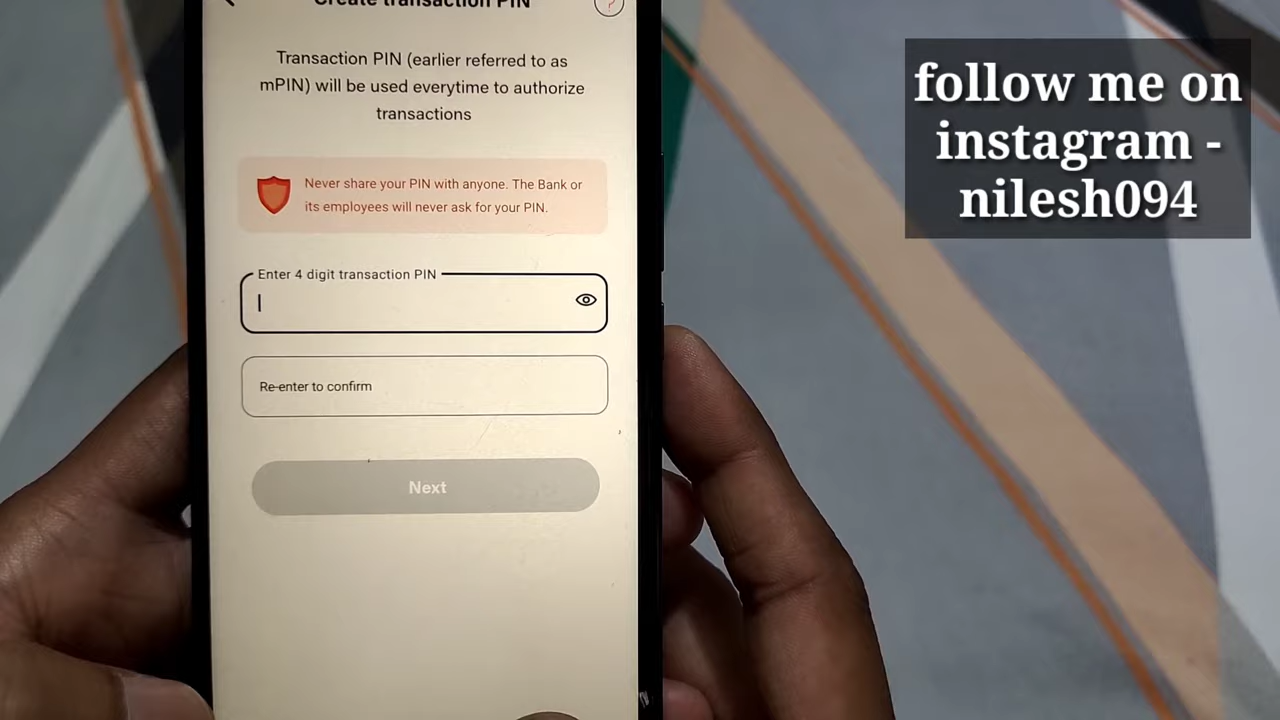 Create transaction PIN
?
Transaction PIN (earlier referred to as
mPIN) will be used everytime to authorize
transactions
Never share your PIN with anyone. The Bank or
its employees will never ask for your PIN.
Enter 4 digit transaction PIN
Re-enter to confirm
Next
follow me on
instagram -
nilesh094